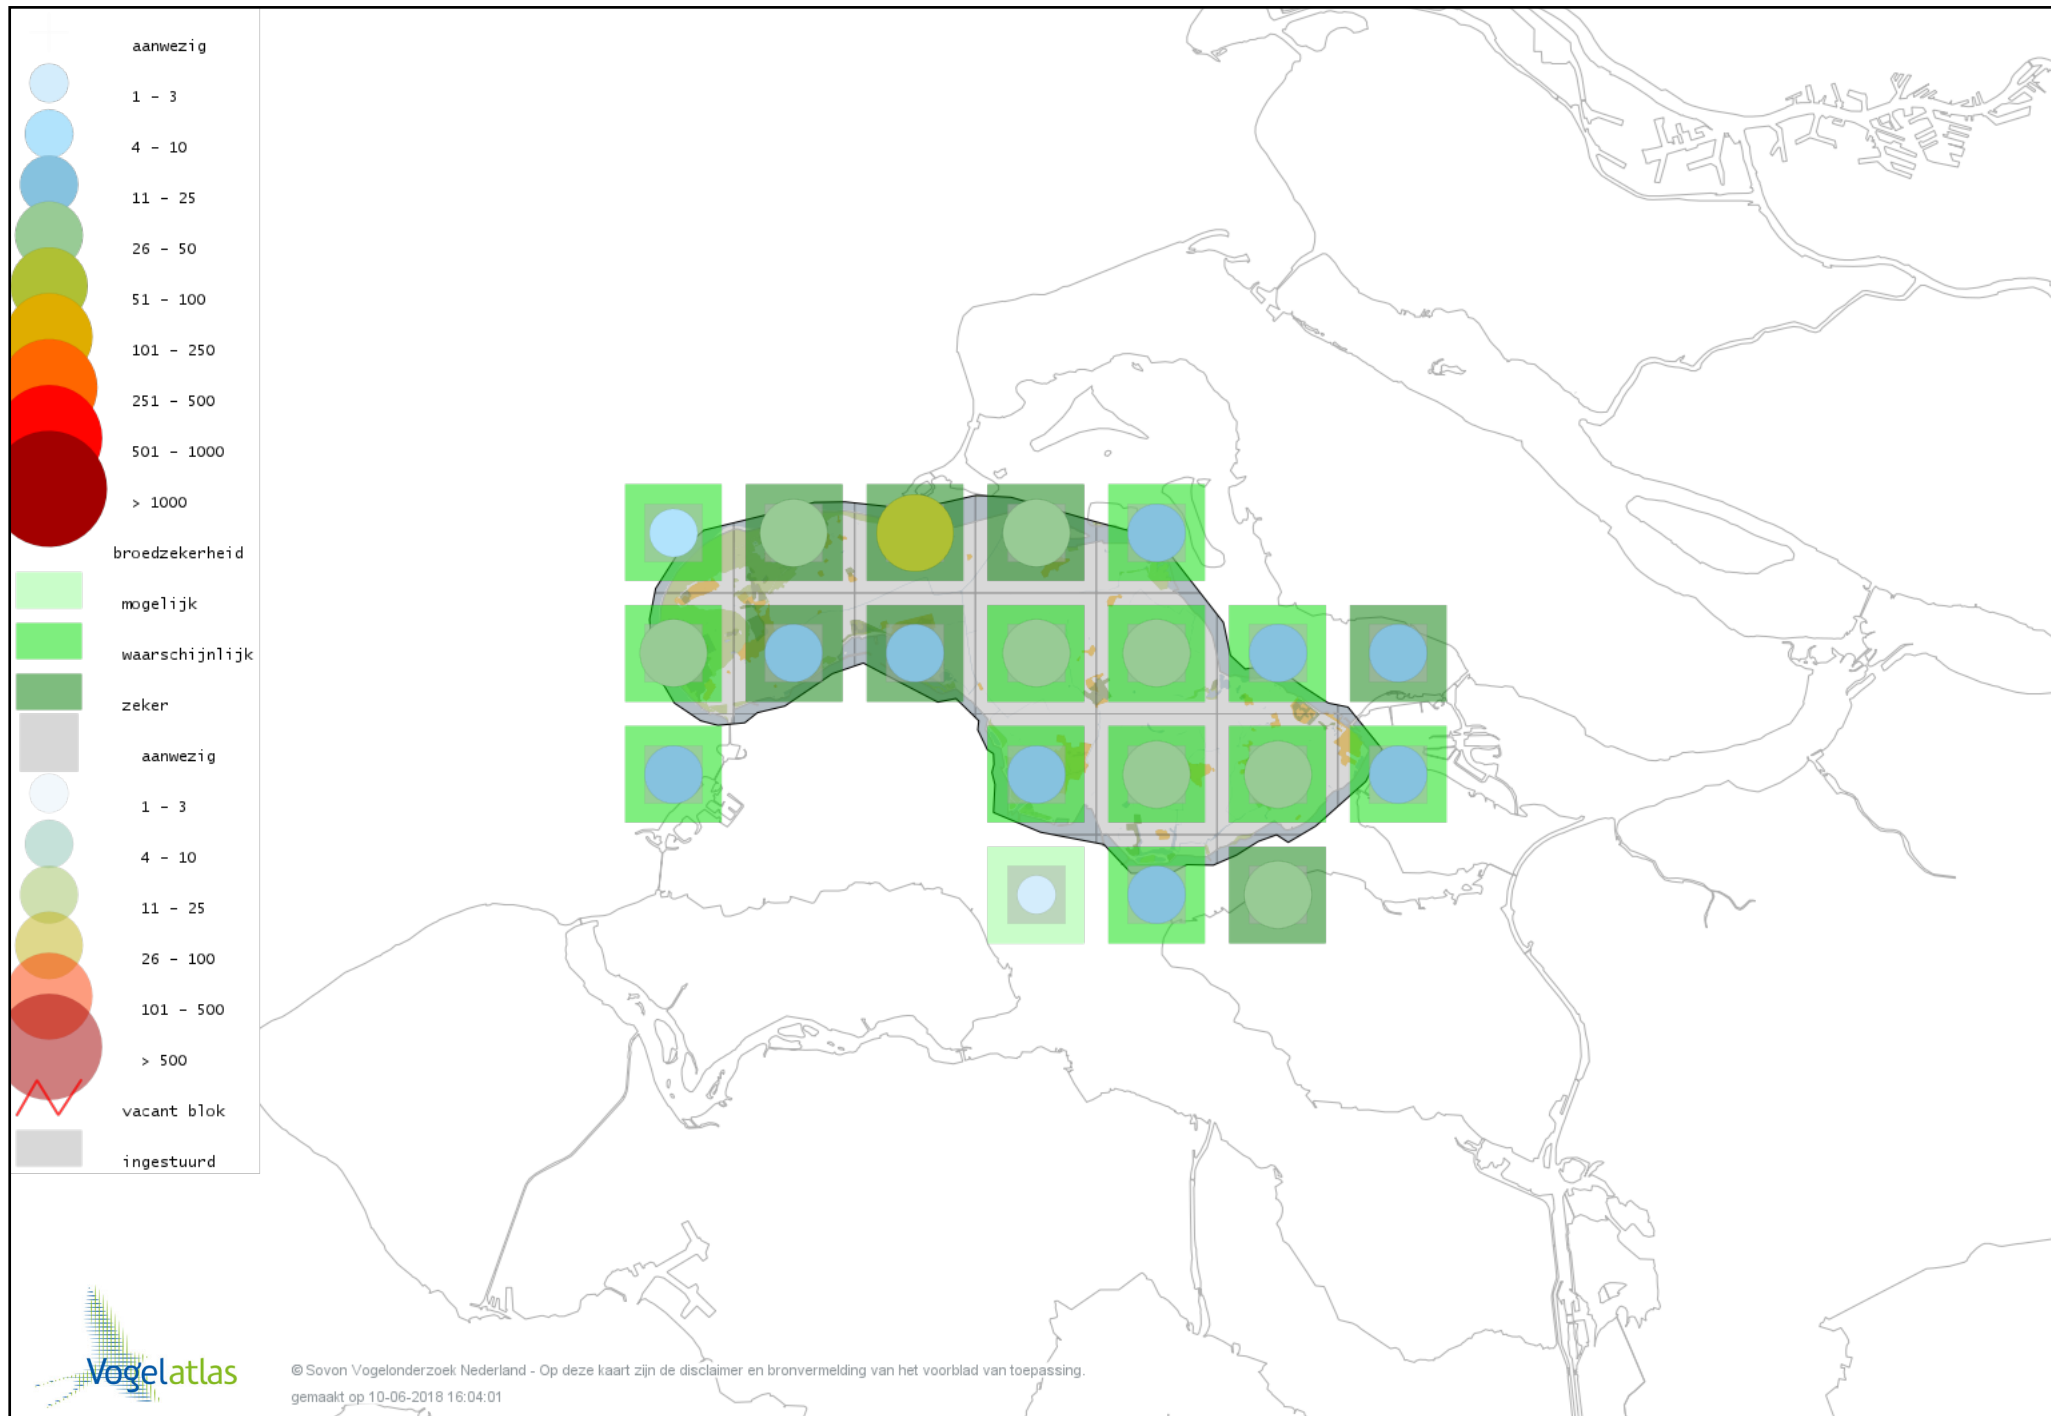 aanwezig
1 - 3
4 - 10
11 - 25
26 - 50
51 - 100
101 - 250
251 - 500
501 - 1000
> 1000
broedzekerheid
mogelijk
waarschijnlijk
zeker
aanwezig
1 - 3
4 - 10
11 - 25
26 - 100
101 - 500
> 500
vacant blok
ingestuurd
Vogelatlas
© Sovon Vogelonderzoek Nederland - Op deze kaart zijn de disclaimer en bronvermelding van het voorblad van toepassing.
gemaakt op 10-06-2018 16:04:01